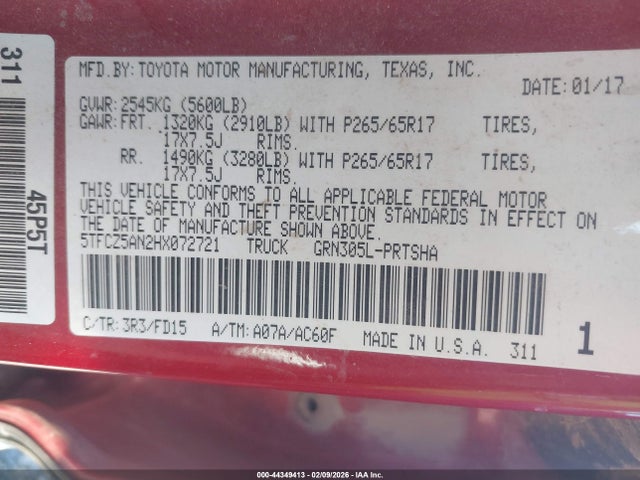 311
45P5T
MFD.BY:TOYOTA MOTOR MANUFACTURING, TEXAS, INC.
DATE:01/17
GVWR:2545KG (5600LB)
GAWR:FRT. 1320KG (2910LB) WITH P265/65R17 TIRES,
17X7.5J RIMS.
RR. 1490KG (3280LB) WITH P265/65R17 TIRES,
17X7.5J RIMS.
THIS VEHICLE CONFORMS TO ALL APPLICABLE FEDERAL MOTOR
VEHICLE SAFETY AND THEFT PREVENTION STANDARDS IN EFFECT ON
THE DATE OF MANUFACTURE SHOWN ABOVE.
5TFCZ5AN2HX072721 TRUCK GRN305L-PRTSHA
C/TR:3R3/FD15 A/TM:A07A/AC60F MADE IN U.S.A. 311
1
000-44349413 - 02/09/2026 - IAA Inc.